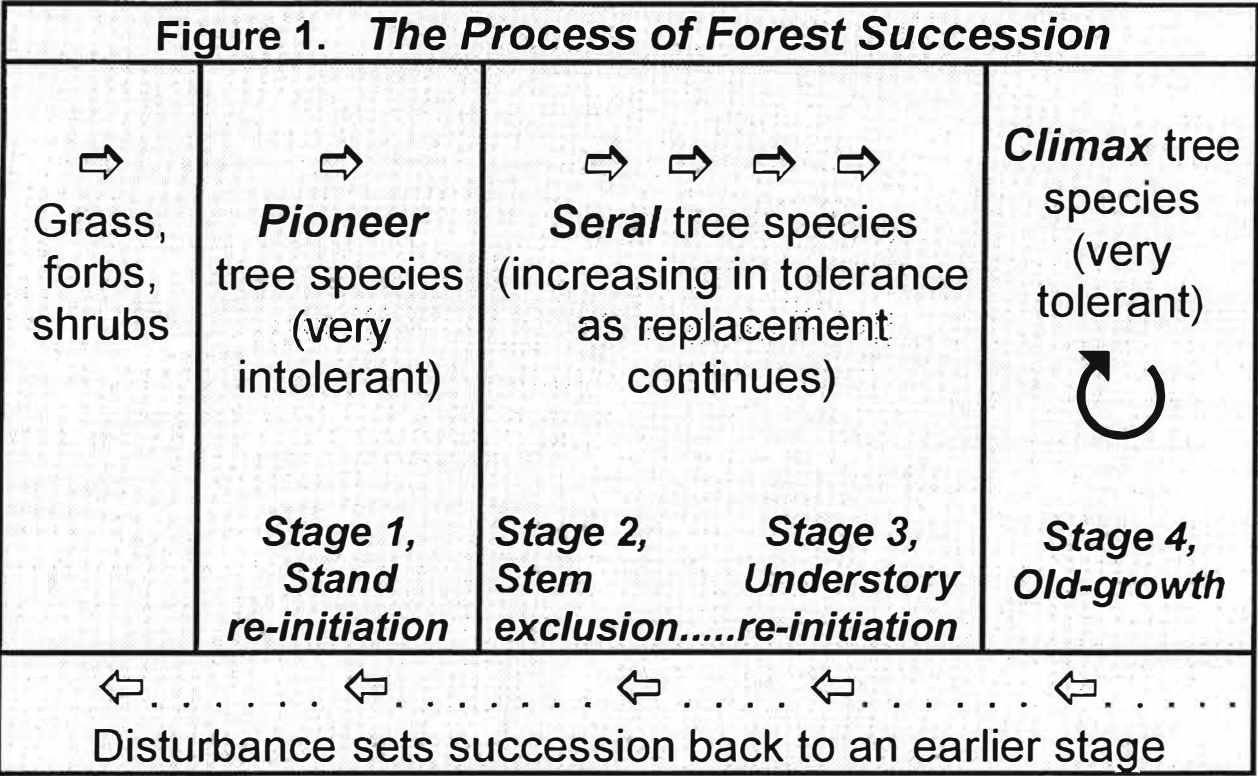 Figure 1. The Process of Forest Succession
Grass,
forbs,
shrubs
Pioneer
tree species
(very
intolerant)
Stage 1,
Stand
re-initiation
Seral tree species
(increasing in tolerance
as replacement
continues)
Stage 2,
Stem
exclusion.....re-initiation
Stage 3,
Understory
Climax tree
species
(very
tolerant)
Stage 4,
Old-growth
Disturbance sets succession back to an earlier stage